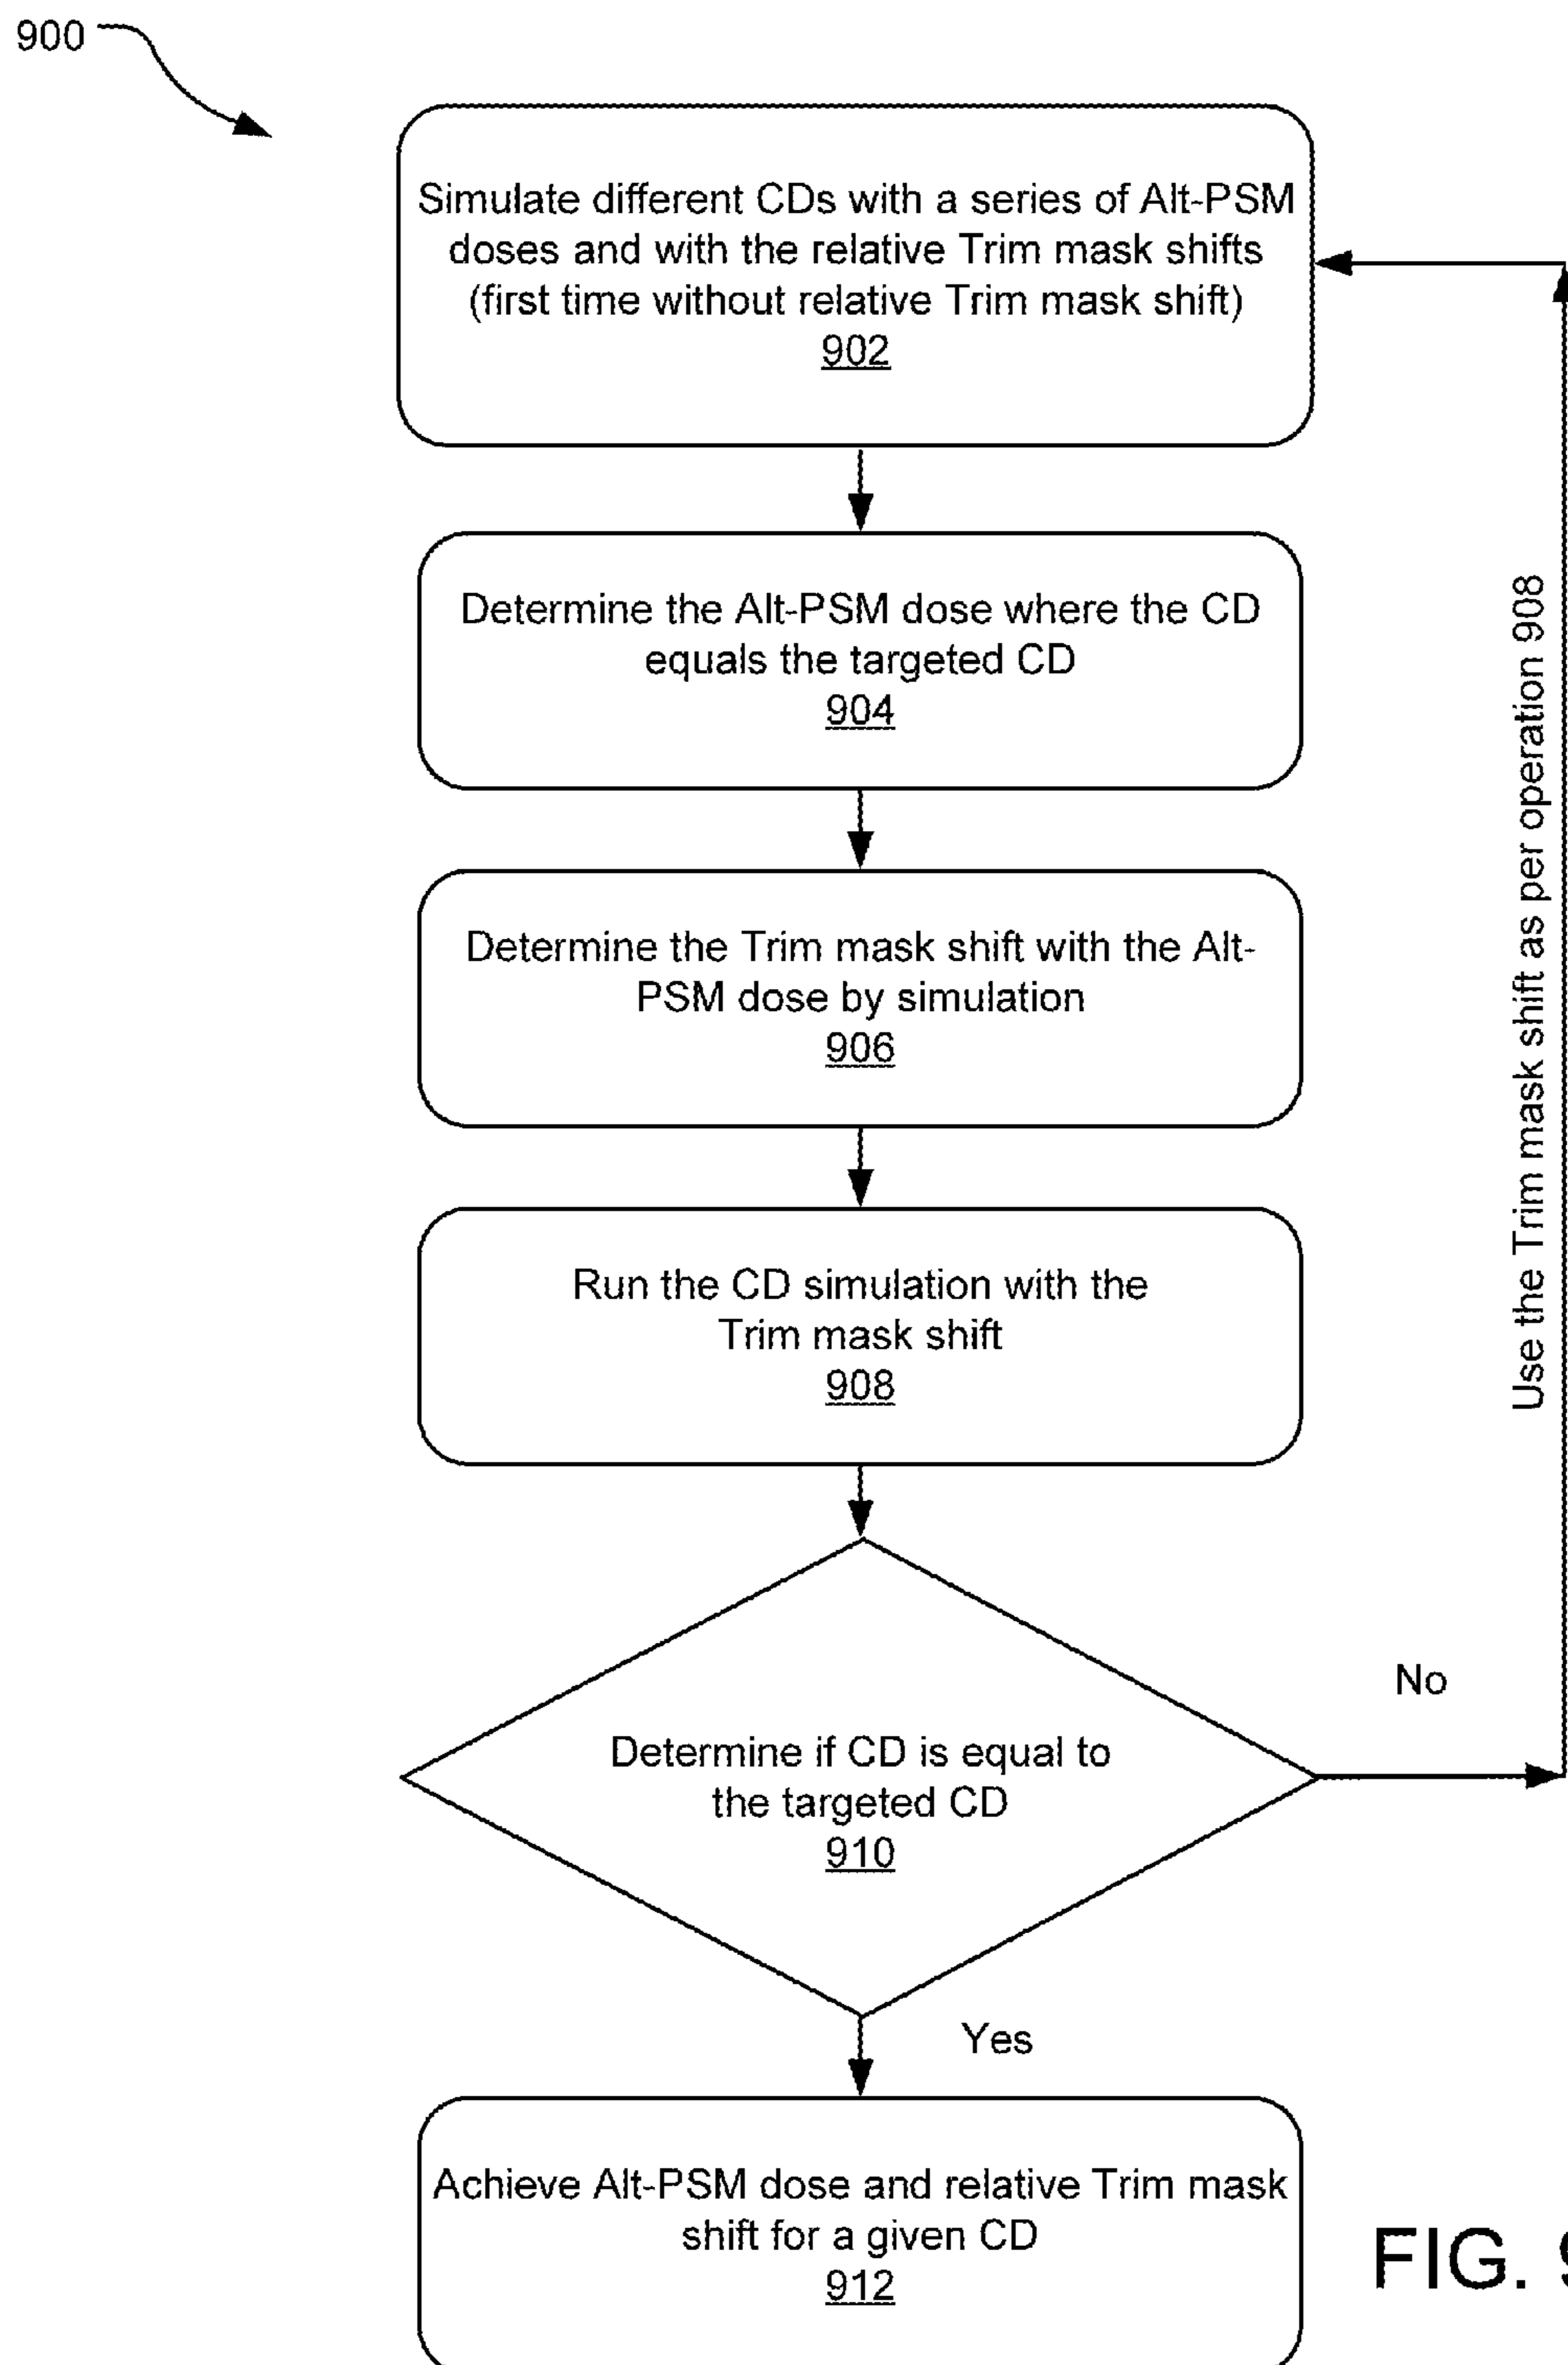 900
Simulate different CDs with a series of Alt-PSM
doses and with the relative Trim mask shifts
(first time without relative Trim mask shift)
902
Determine the Alt-PSM dose where the CD
equals the targeted CD
904
Determine the Trim mask shift with the Alt-
PSM dose by simulation
906
Run the CD simulation with the
Trim mask shift
908
Use the Trim mask shift as per operation 908
Determine if CD is equal to
the targeted CD
910
No
Yes
Achieve Alt-PSM dose and relative Trim mask
shift for a given CD
912
FIG.